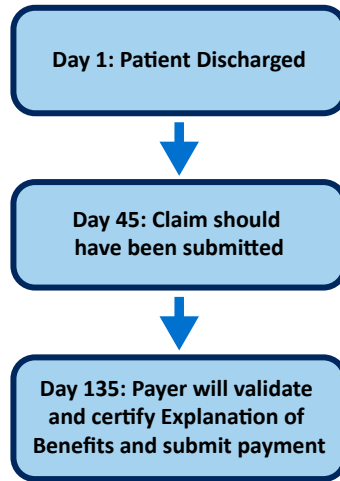 Day 1: Patient Discharged
Day 45: Claim should
have been submitted
Day 135: Payer will validate
and certify Explanation of
Benefits and submit payment